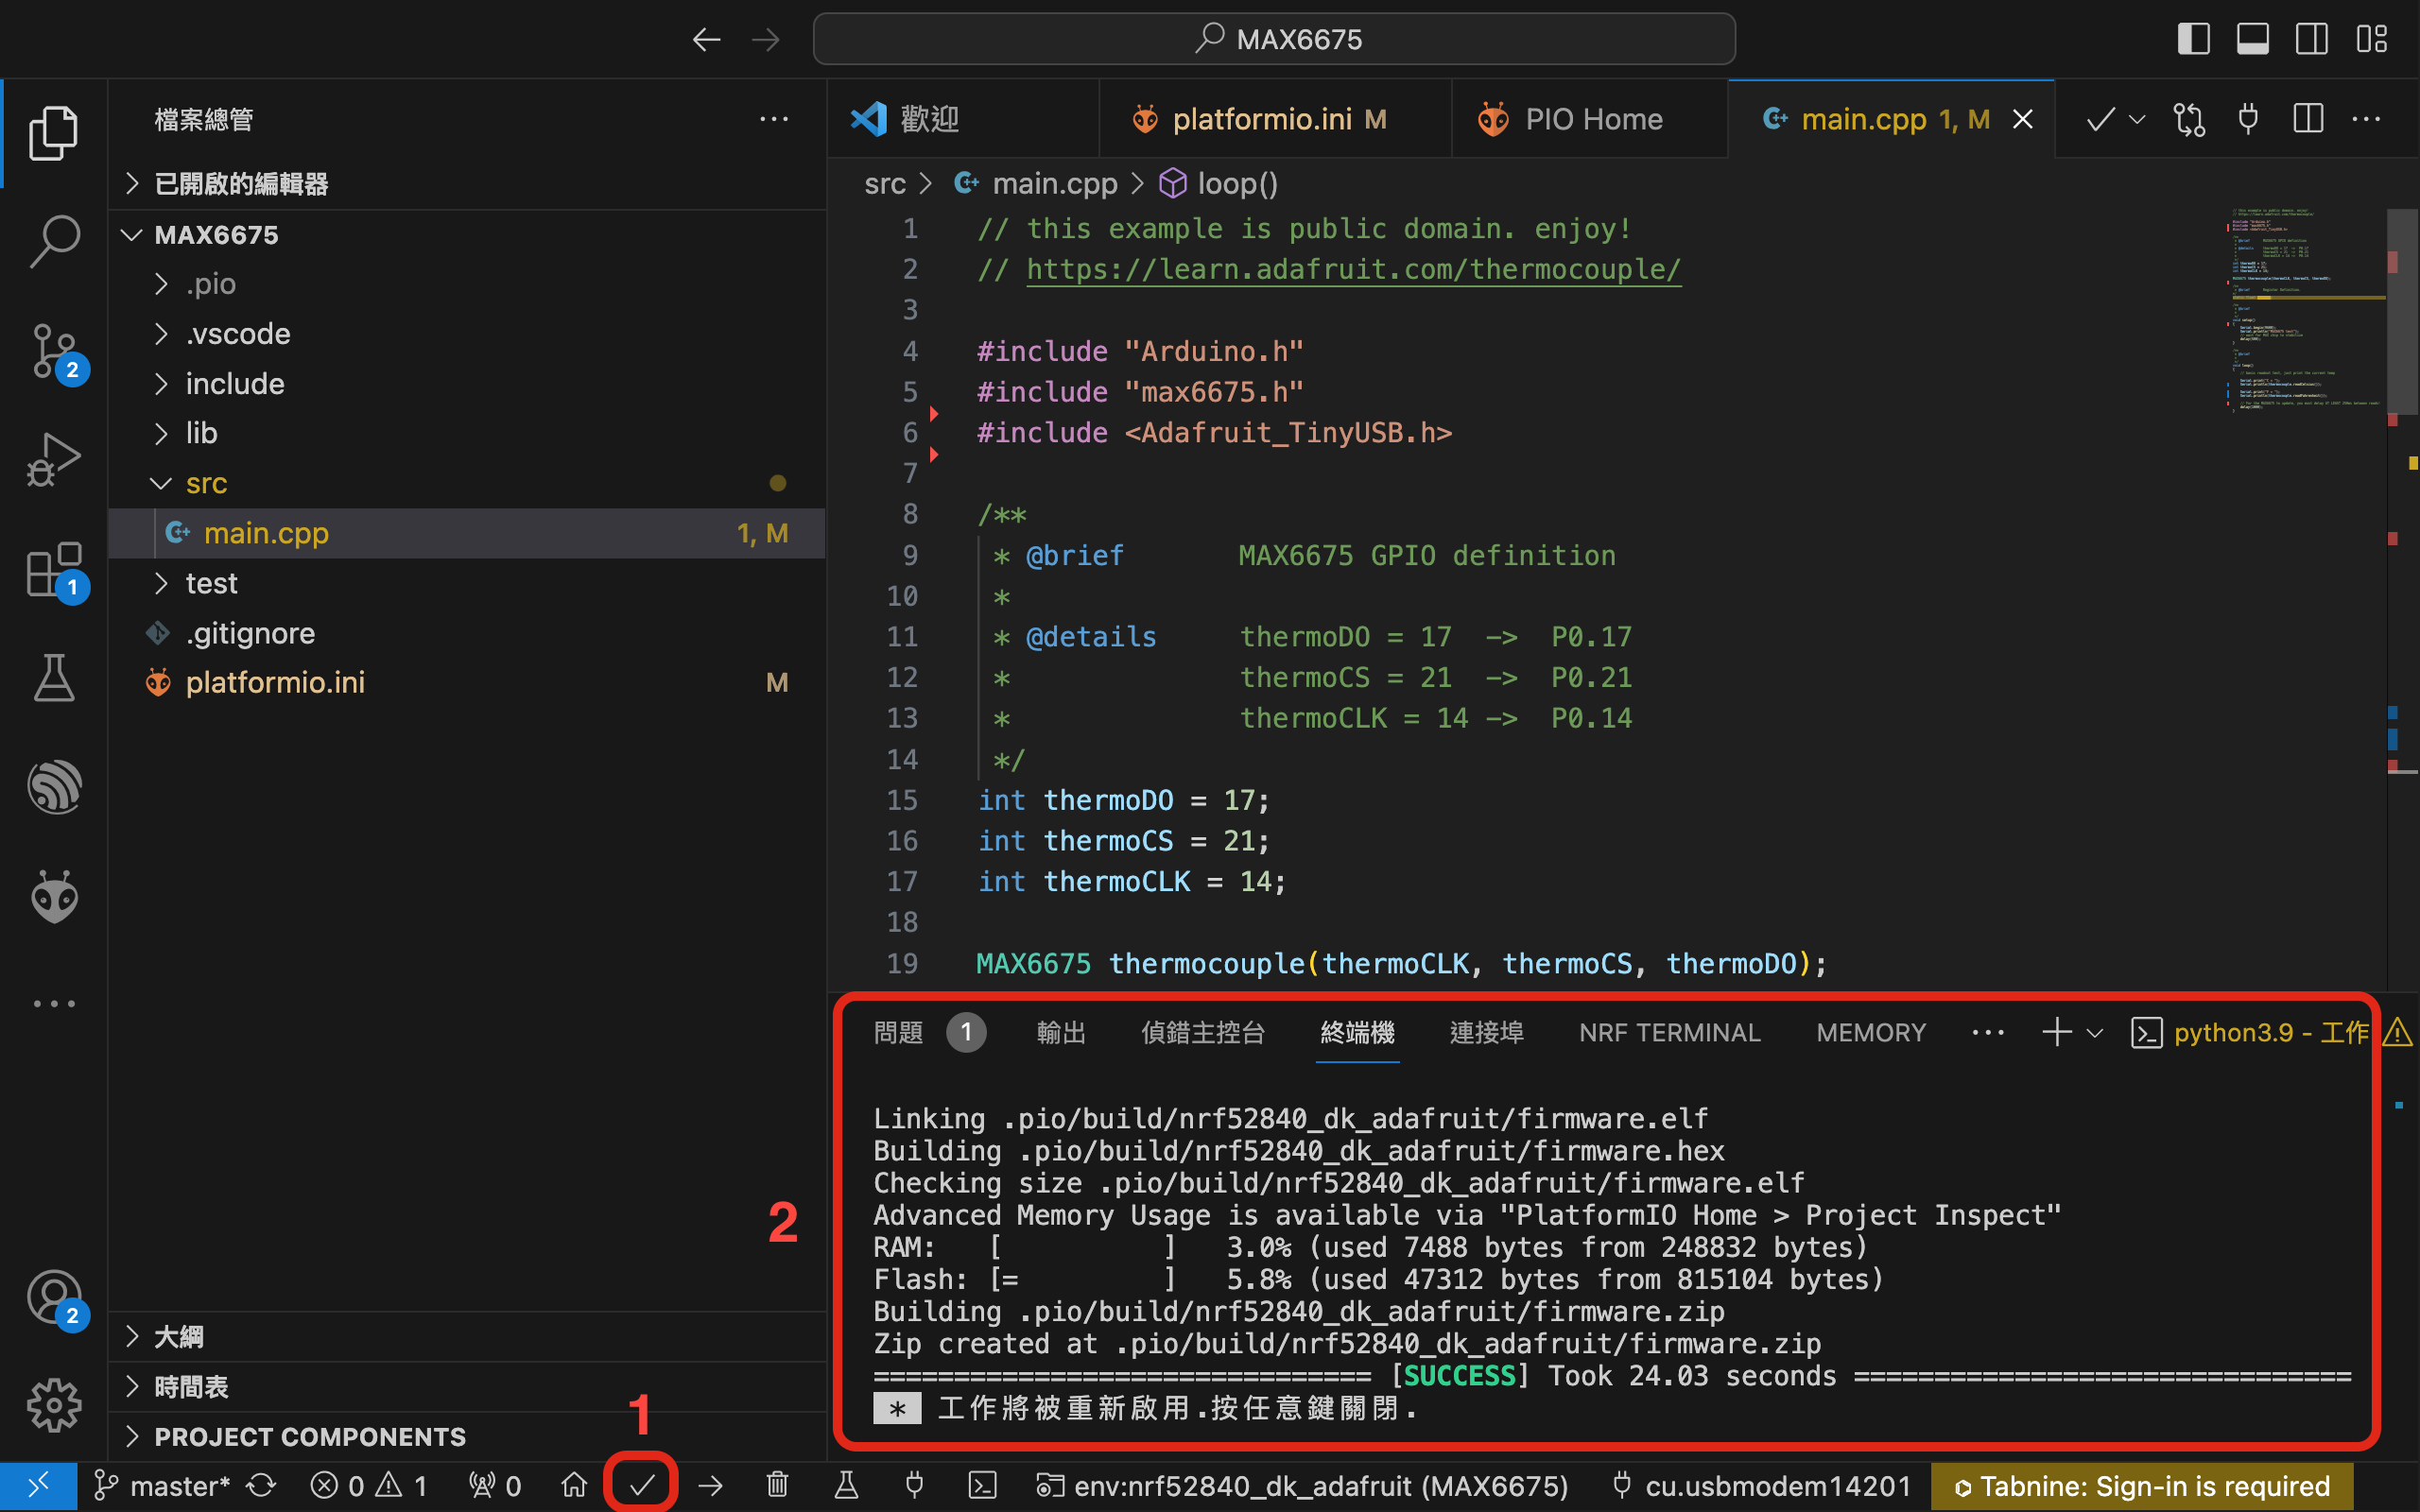 MAX6675
檔案總管
已開啟的編輯器
MAX6675
.pio
.vscode
include
lib
src
main.cpp 1, M
test
.gitignore
platformio.ini M
大綱
時間表
PROJECT COMPONENTS
2
1
2
歡迎
platformio.ini M
PIO Home
main.cpp 1, M
src > main.cpp > loop()
1 // this example is public domain. enjoy!
2 // https://learn.adafruit.com/thermocouple/
3
4 #include "Arduino.h"
5 #include "max6675.h"
6 #include <Adafruit_TinyUSB.h>
7
8 /**
9 * @brief MAX6675 GPIO definition
10 *
11 * @details thermoDO = 17 -> P0.17
12 * thermoCS = 21 -> P0.21
13 * thermoCLK = 14 -> P0.14
14 */
15 int thermoDO = 17;
16 int thermoCS = 21;
17 int thermoCLK = 14;
18
19 MAX6675 thermocouple(thermoCLK, thermoCS, thermoDO);
問題 1 輸出 偵錯主控台 終端機 連接埠 NRF TERMINAL MEMORY python3.9 - 工作
Linking .pio/build/nrf52840_dk_adafruit/firmware.elf
Building .pio/build/nrf52840_dk_adafruit/firmware.hex
Checking size .pio/build/nrf52840_dk_adafruit/firmware.elf
Advanced Memory Usage is available via "PlatformIO Home > Project Inspect"
RAM: [ ] 3.0% (used 7488 bytes from 248832 bytes)
Flash: [= ] 5.8% (used 47312 bytes from 815104 bytes)
Building .pio/build/nrf52840_dk_adafruit/firmware.zip
Zip created at .pio/build/nrf52840_dk_adafruit/firmware.zip
=============================== [SUCCESS] Took 24.03 seconds ===============================
* 工作將被重新啟用.按任意鍵關閉.
2
1
master* 0 1 0 env:nrf52840_dk_adafruit (MAX6675) cu.usbmodem14201 Tabnine: Sign-in is required